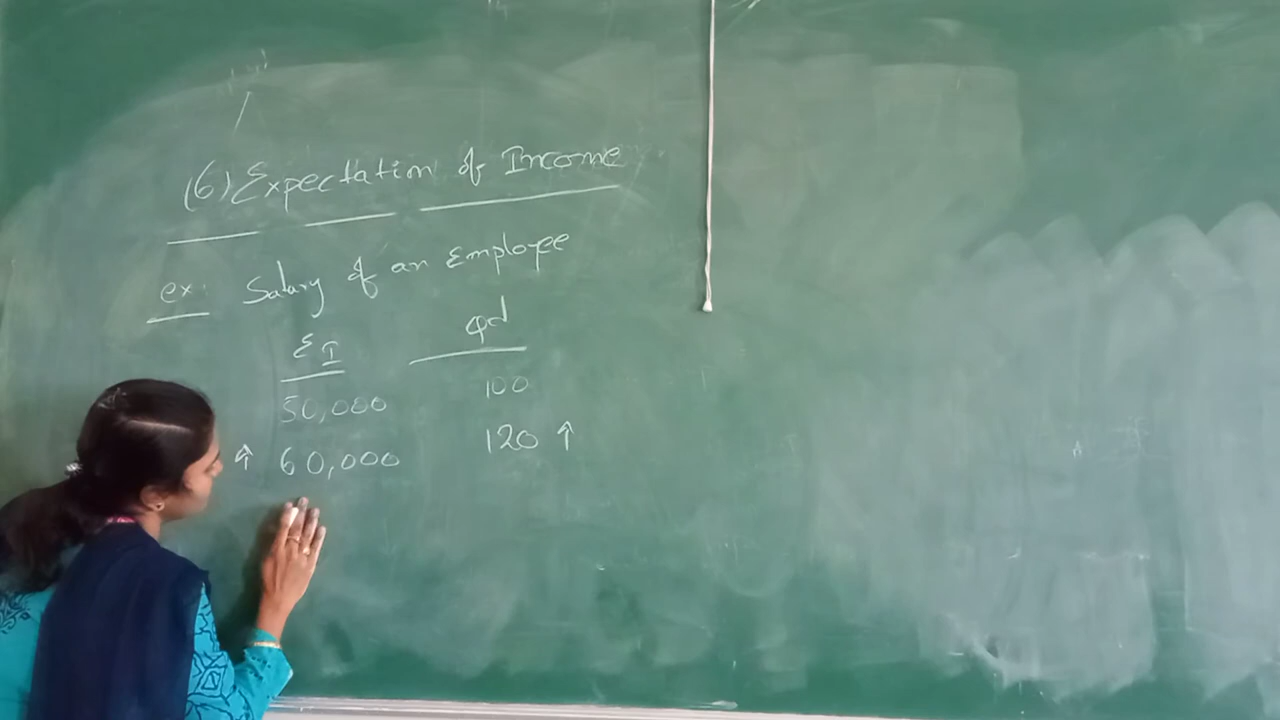 (6) Expectation of Income
ex: Salary of an Employee
EI qd
50,000 100
↑ 60,000 120 ↑